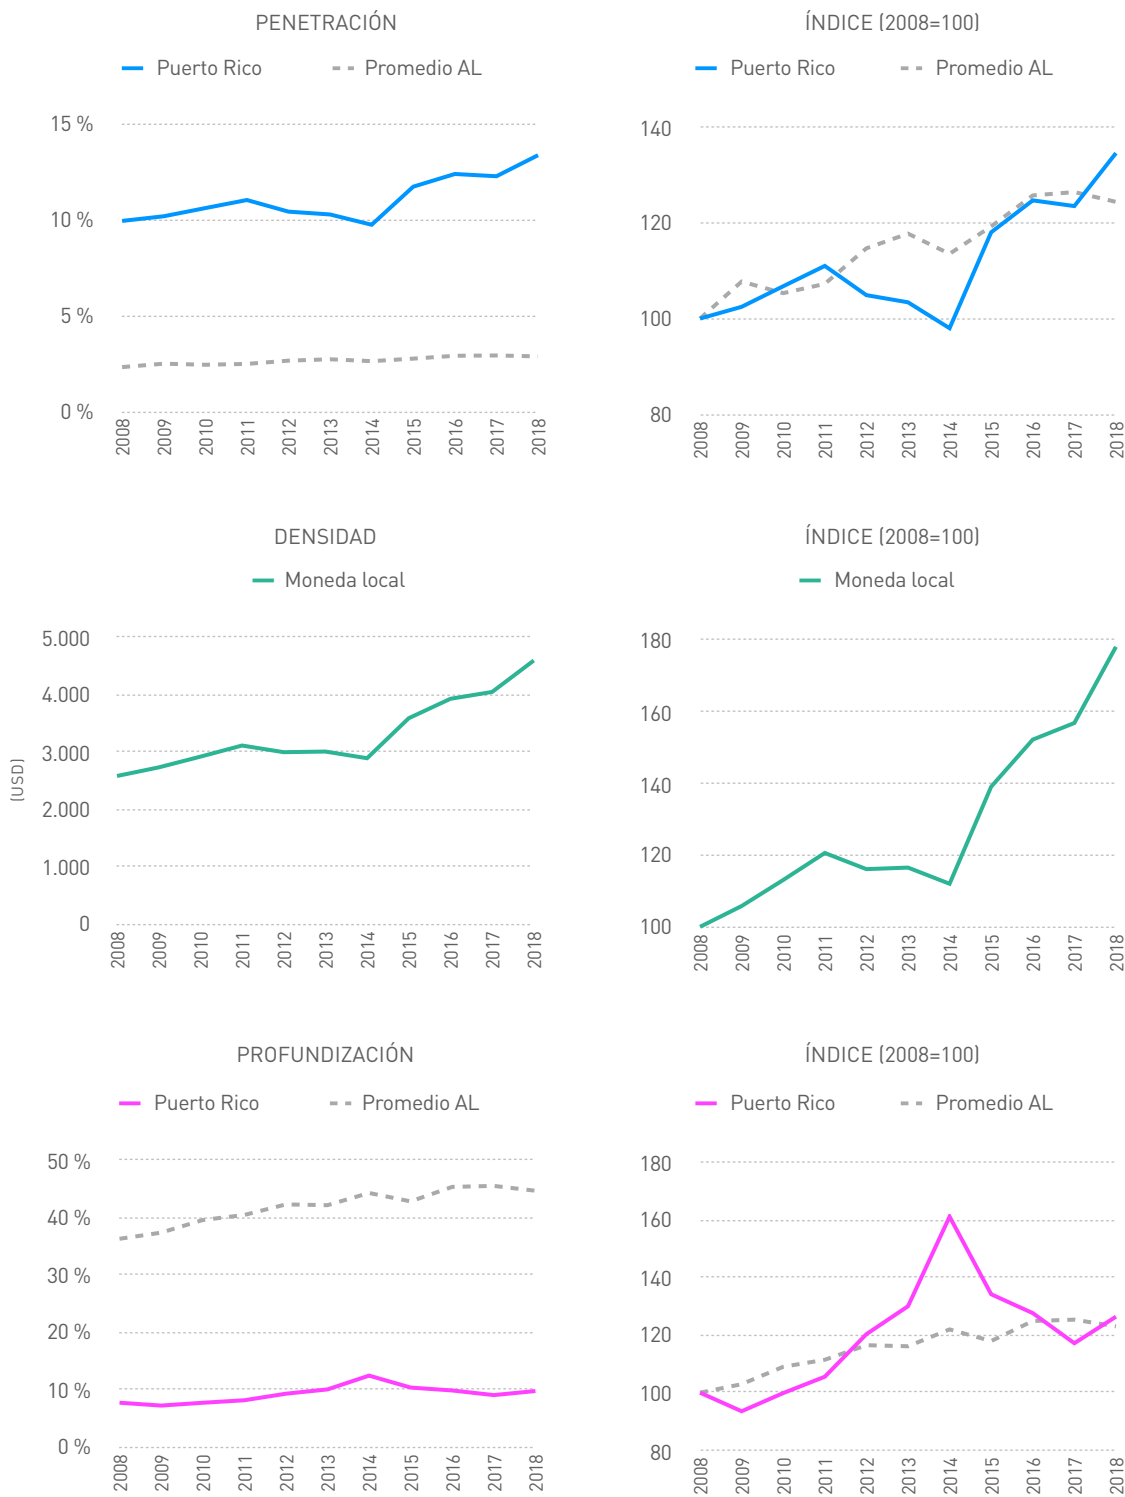 PENETRACIÓN
Puerto Rico Promedio AL
15 %
10 %
5 %
0 %
2008 2009 2010 2011 2012 2013 2014 2015 2016 2017 2018
ÍNDICE (2008=100)
Puerto Rico Promedio AL
140
120
100
80
2008 2009 2010 2011 2012 2013 2014 2015 2016 2017 2018
DENSIDAD
Moneda local
(USD)
5.000
4.000
3.000
2.000
1.000
0
2008 2009 2010 2011 2012 2013 2014 2015 2016 2017 2018
ÍNDICE (2008=100)
Moneda local
180
160
140
120
100
2008 2009 2010 2011 2012 2013 2014 2015 2016 2017 2018
PROFUNDIZACIÓN
Puerto Rico Promedio AL
50 %
40 %
30 %
20 %
10 %
0 %
2008 2009 2010 2011 2012 2013 2014 2015 2016 2017 2018
ÍNDICE (2008=100)
Puerto Rico Promedio AL
180
160
140
120
100
80
2008 2009 2010 2011 2012 2013 2014 2015 2016 2017 2018